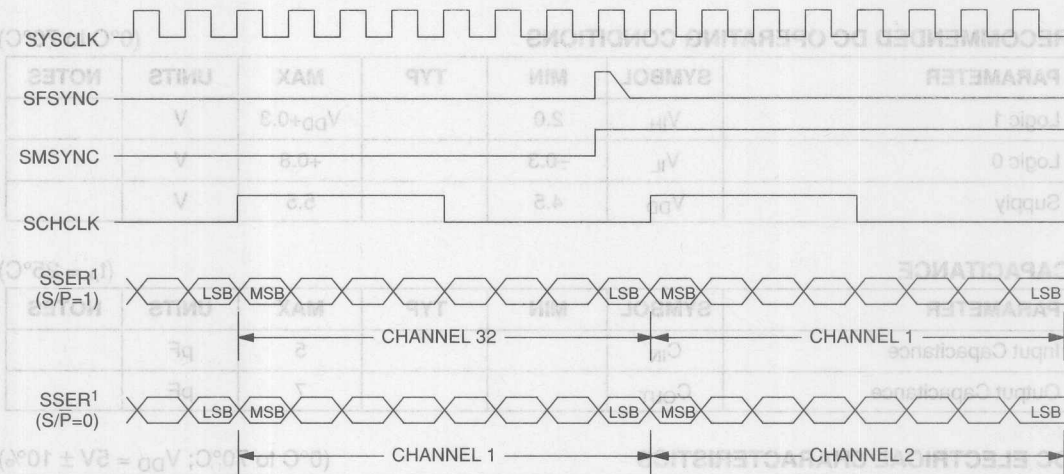 SYSCLK
SFSYNC
SMSYNC
SCHCLK
SSER¹
(S/P̅=1)
LSB MSB LSB MSB LSB
CHANNEL 32 CHANNEL 1
SSER¹
(S/P̅=0)
LSB MSB LSB MSB LSB
CHANNEL 1 CHANNEL 2